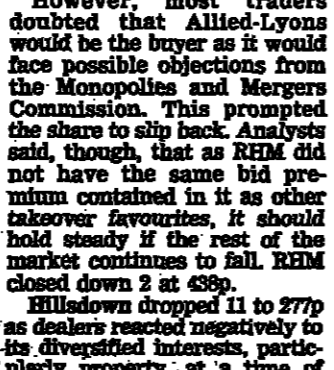 However, most traders
doubted that Allied-Lyons
would be the buyer as it would
face possible objections from
the Monopolies and Mergers
Commission. This prompted
the share to slip back. Analysts
said, though, that as RHM did
not have the same bid pre-
mium contained in it as other
takeover favourites, it should
hold steady if the rest of the
market continues to fall. RHM
closed down 2 at 438p.
Hillsdown dropped 11 to 277p
as dealers reacted negatively to
its diversified interests, partic-
ularly property, at a time of